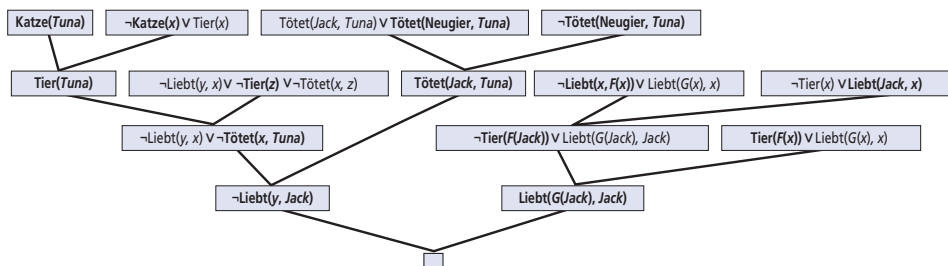 Katze(Tuna) ¬Katze(x) ∨ Tier(x) Tötet(Jack, Tuna) ∨ Tötet(Neugier, Tuna) ¬Tötet(Neugier, Tuna)
Tier(Tuna) ¬Liebt(y, x) ∨ ¬Tier(z) ∨ ¬Tötet(x, z) Tötet(Jack, Tuna) ¬Liebt(x, F(x)) ∨ Liebt(G(x), x) ¬Tier(x) ∨ Liebt(Jack, x)
¬Liebt(y, x) ∨ ¬Tötet(x, Tuna) ¬Tier(F(Jack)) ∨ Liebt(G(Jack), Jack) Tier(F(x)) ∨ Liebt(G(x), x)
¬Liebt(y, Jack) Liebt(G(Jack), Jack)